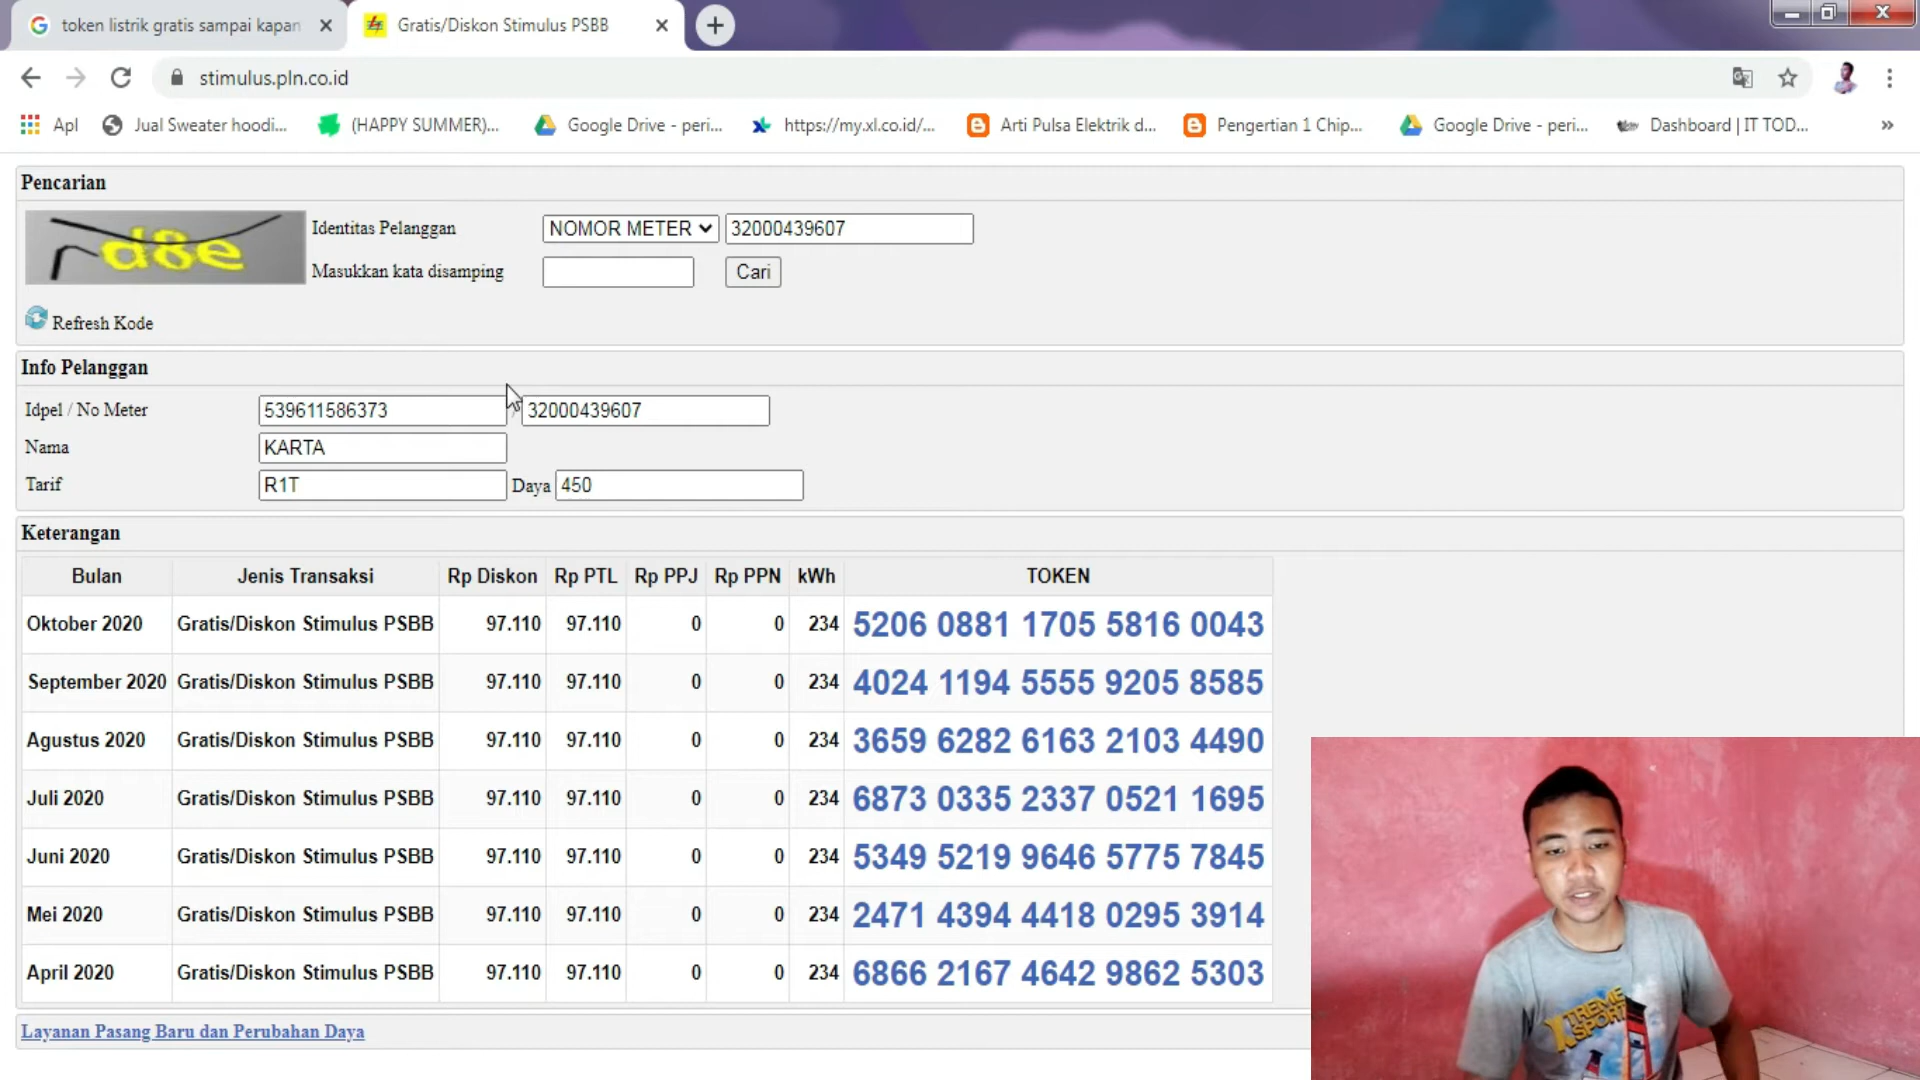 token listrik gratis sampai kapan
Gratis/Diskon Stimulus PSBB
stimulus.pln.co.id
Apl
Jual Sweater hoodi...
(HAPPY SUMMER)...
Google Drive - peri...
https://my.xl.co.id/...
Arti Pulsa Elektrik d...
Pengertian 1 Chip...
Google Drive - peri...
Dashboard | IT TOD...
Pencarian
d8e
Identitas Pelanggan NOMOR METER 32000439607
Masukkan kata disamping Cari
Refresh Kode
Info Pelanggan
Idpel / No Meter 539611586373 / 32000439607
Nama KARTA
Tarif R1T Daya 450
Keterangan
Bulan Jenis Transaksi Rp Diskon Rp PTL Rp PPJ Rp PPN kWh TOKEN
Oktober 2020 Gratis/Diskon Stimulus PSBB 97.110 97.110 0 0 234 5206 0881 1705 5816 0043
September 2020 Gratis/Diskon Stimulus PSBB 97.110 97.110 0 0 234 4024 1194 5555 9205 8585
Agustus 2020 Gratis/Diskon Stimulus PSBB 97.110 97.110 0 0 234 3659 6282 6163 2103 4490
Juli 2020 Gratis/Diskon Stimulus PSBB 97.110 97.110 0 0 234 6873 0335 2337 0521 1695
Juni 2020 Gratis/Diskon Stimulus PSBB 97.110 97.110 0 0 234 5349 5219 9646 5775 7845
Mei 2020 Gratis/Diskon Stimulus PSBB 97.110 97.110 0 0 234 2471 4394 4418 0295 3914
April 2020 Gratis/Diskon Stimulus PSBB 97.110 97.110 0 0 234 6866 2167 4642 9862 5303
Layanan Pasang Baru dan Perubahan Daya
XTREME
SPORT